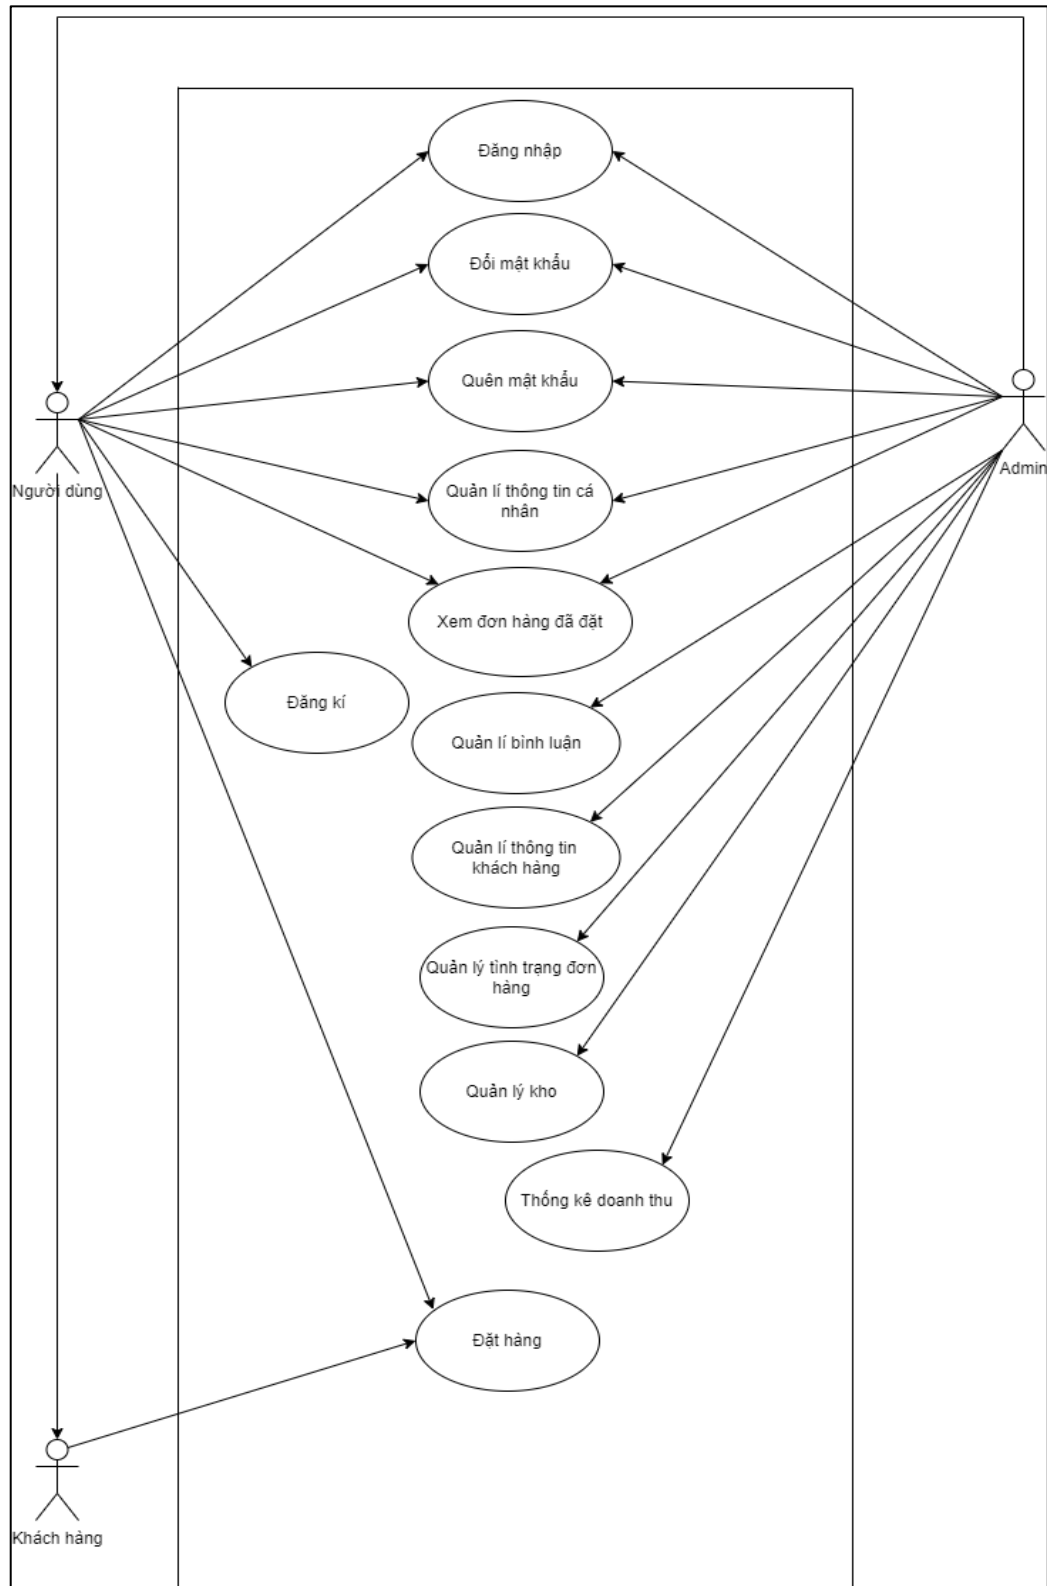 Đăng nhập
Đổi mật khẩu
Quên mật khẩu
Người dùng
Admin
Quản lí thông tin cá
nhân
Xem đơn hàng đã đặt
Đăng kí
Quản lí bình luận
Quản lí thông tin
khách hàng
Quản lý tình trạng đơn
hàng
Quản lý kho
Thống kê doanh thu
Đặt hàng
Khách hàng